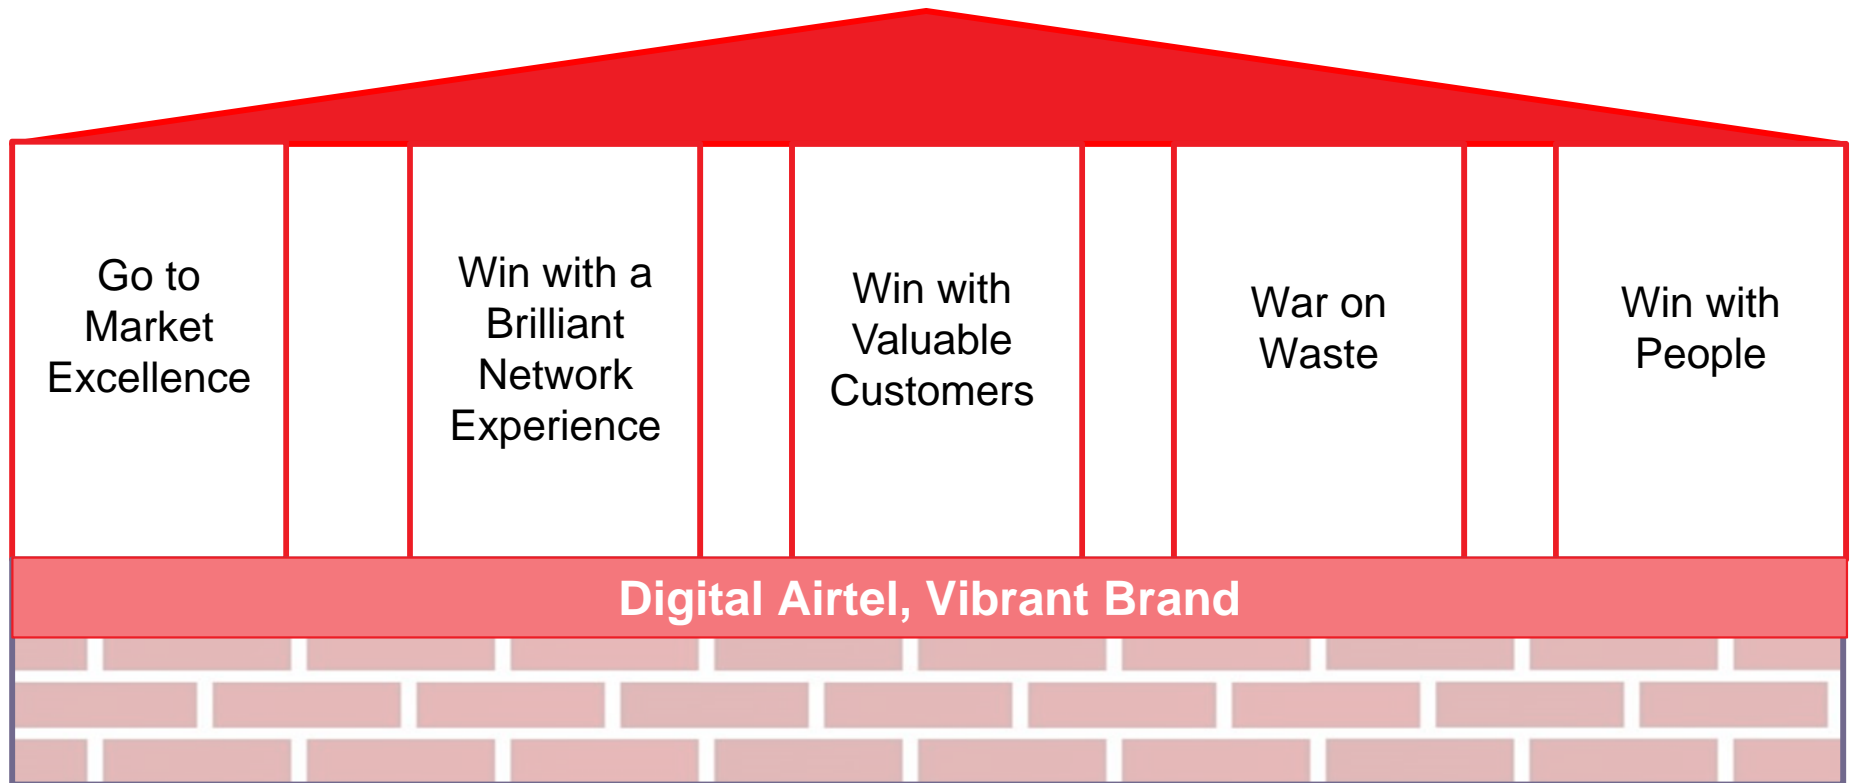 Go to
Market
Excellence
Win with a
Brilliant
Network
Experience
Win with
Valuable
Customers
War on
Waste
Win with
People
Digital Airtel, Vibrant Brand